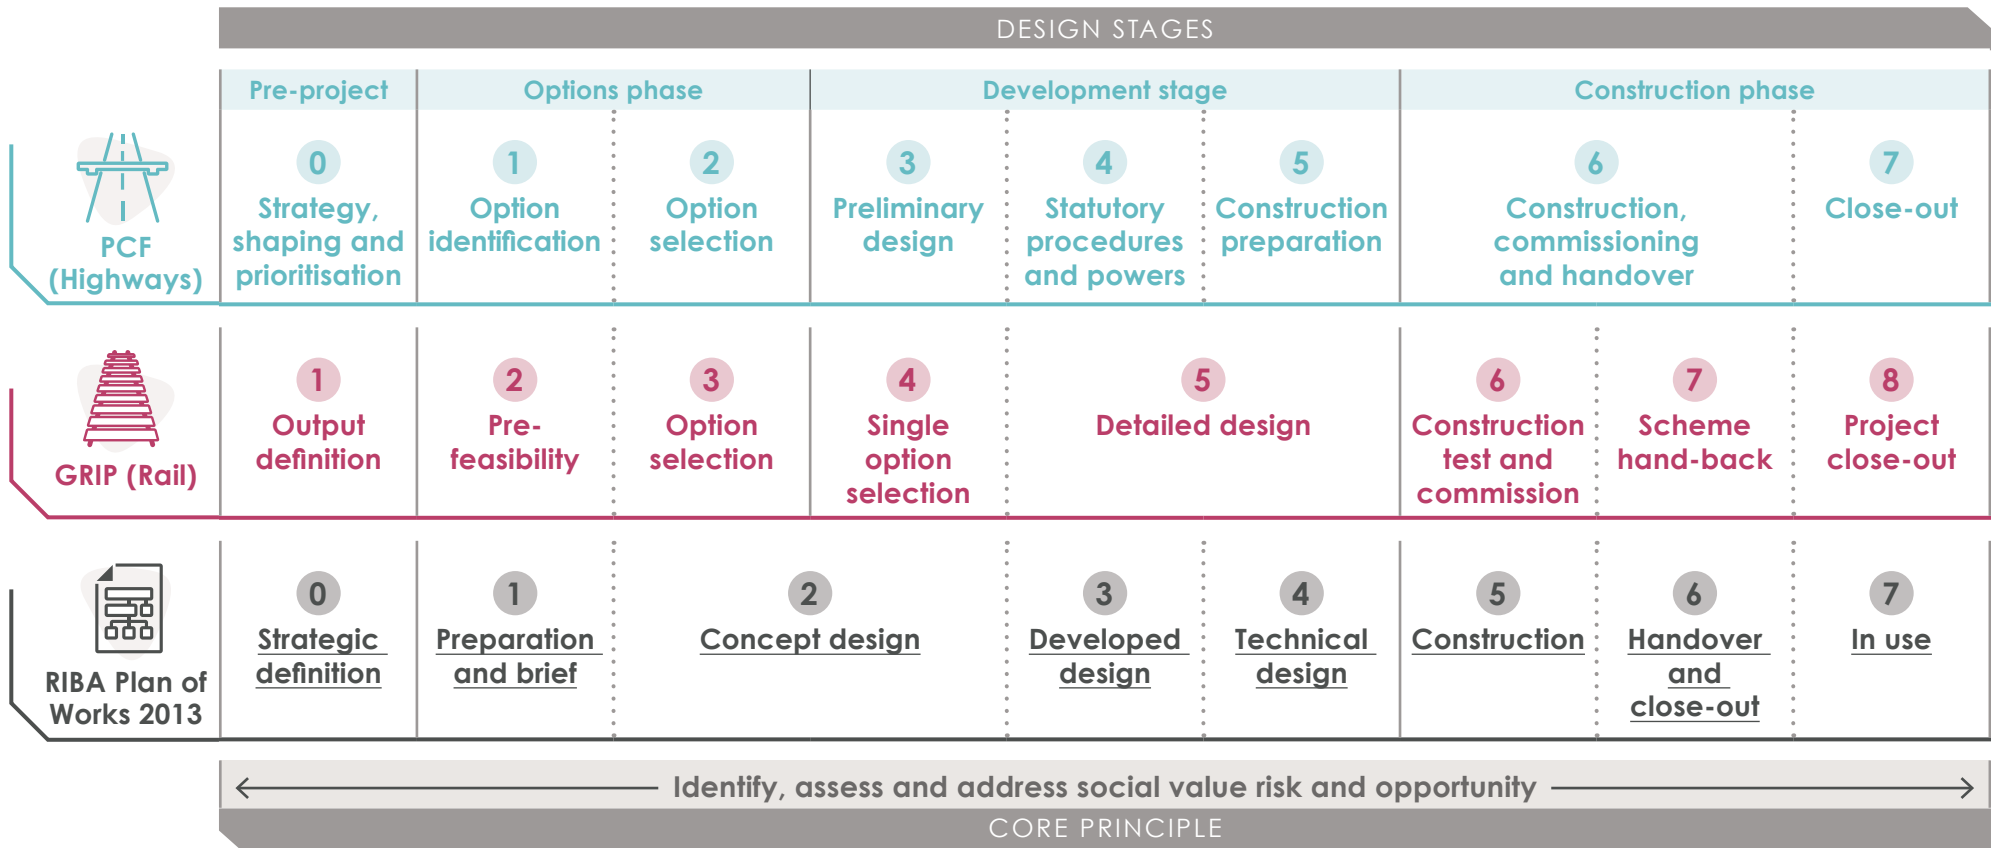 DESIGN STAGES
Pre-project
Options phase
Development stage
Construction phase
PCF
(Highways)
0
Strategy,
shaping and
prioritisation
1
Option
identification
2
Option
selection
3
Preliminary
design
4
Statutory
procedures
and powers
5
Construction
preparation
6
Construction,
commissioning
and handover
7
Close-out
GRIP (Rail)
1
Output
definition
2
Pre-
feasibility
3
Option
selection
4
Single
option
selection
5
Detailed design
6
Construction
test and
commission
7
Scheme
hand-back
8
Project
close-out
RIBA Plan of
Works 2013
0
Strategic
definition
1
Preparation
and brief
2
Concept design
3
Developed
design
4
Technical
design
5
Construction
6
Handover
and
close-out
7
In use
Identify, assess and address social value risk and opportunity
CORE PRINCIPLE